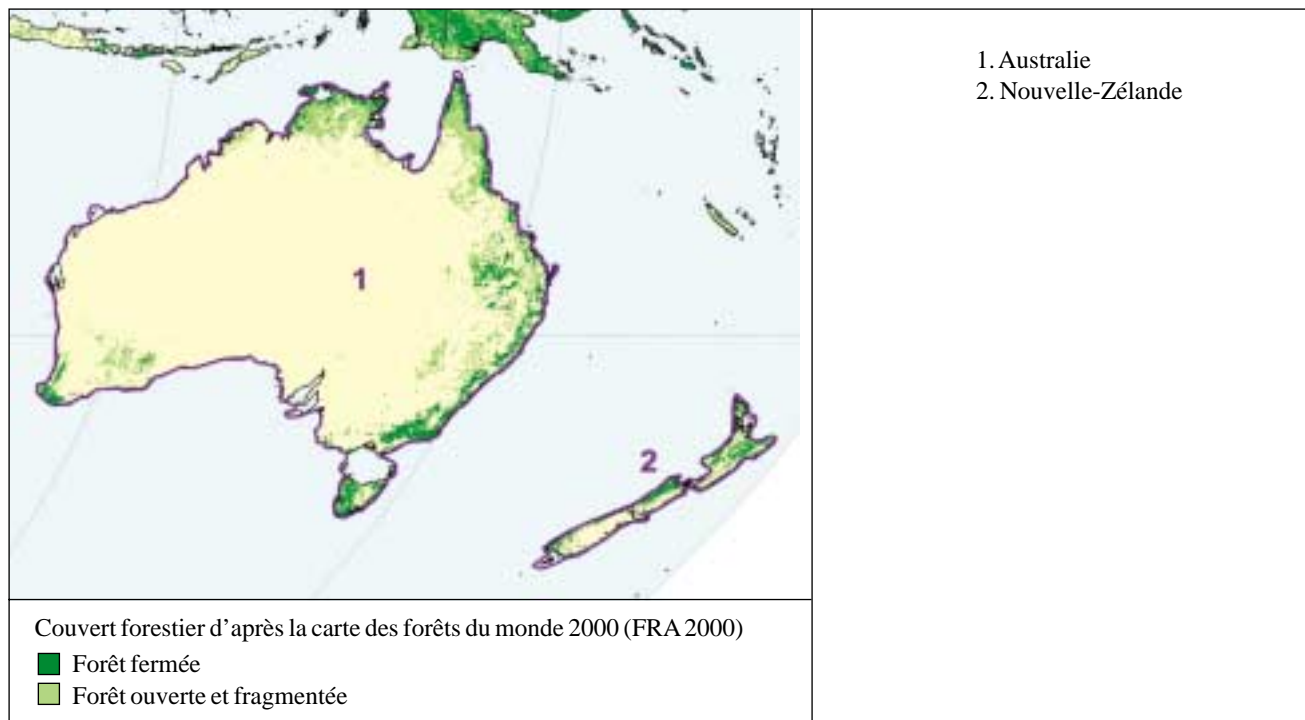 1
2
1. Australie
2. Nouvelle-Zélande
Couvert forestier d'après la carte des forêts du monde 2000 (FRA 2000)
Forêt fermée
Forêt ouverte et fragmentée